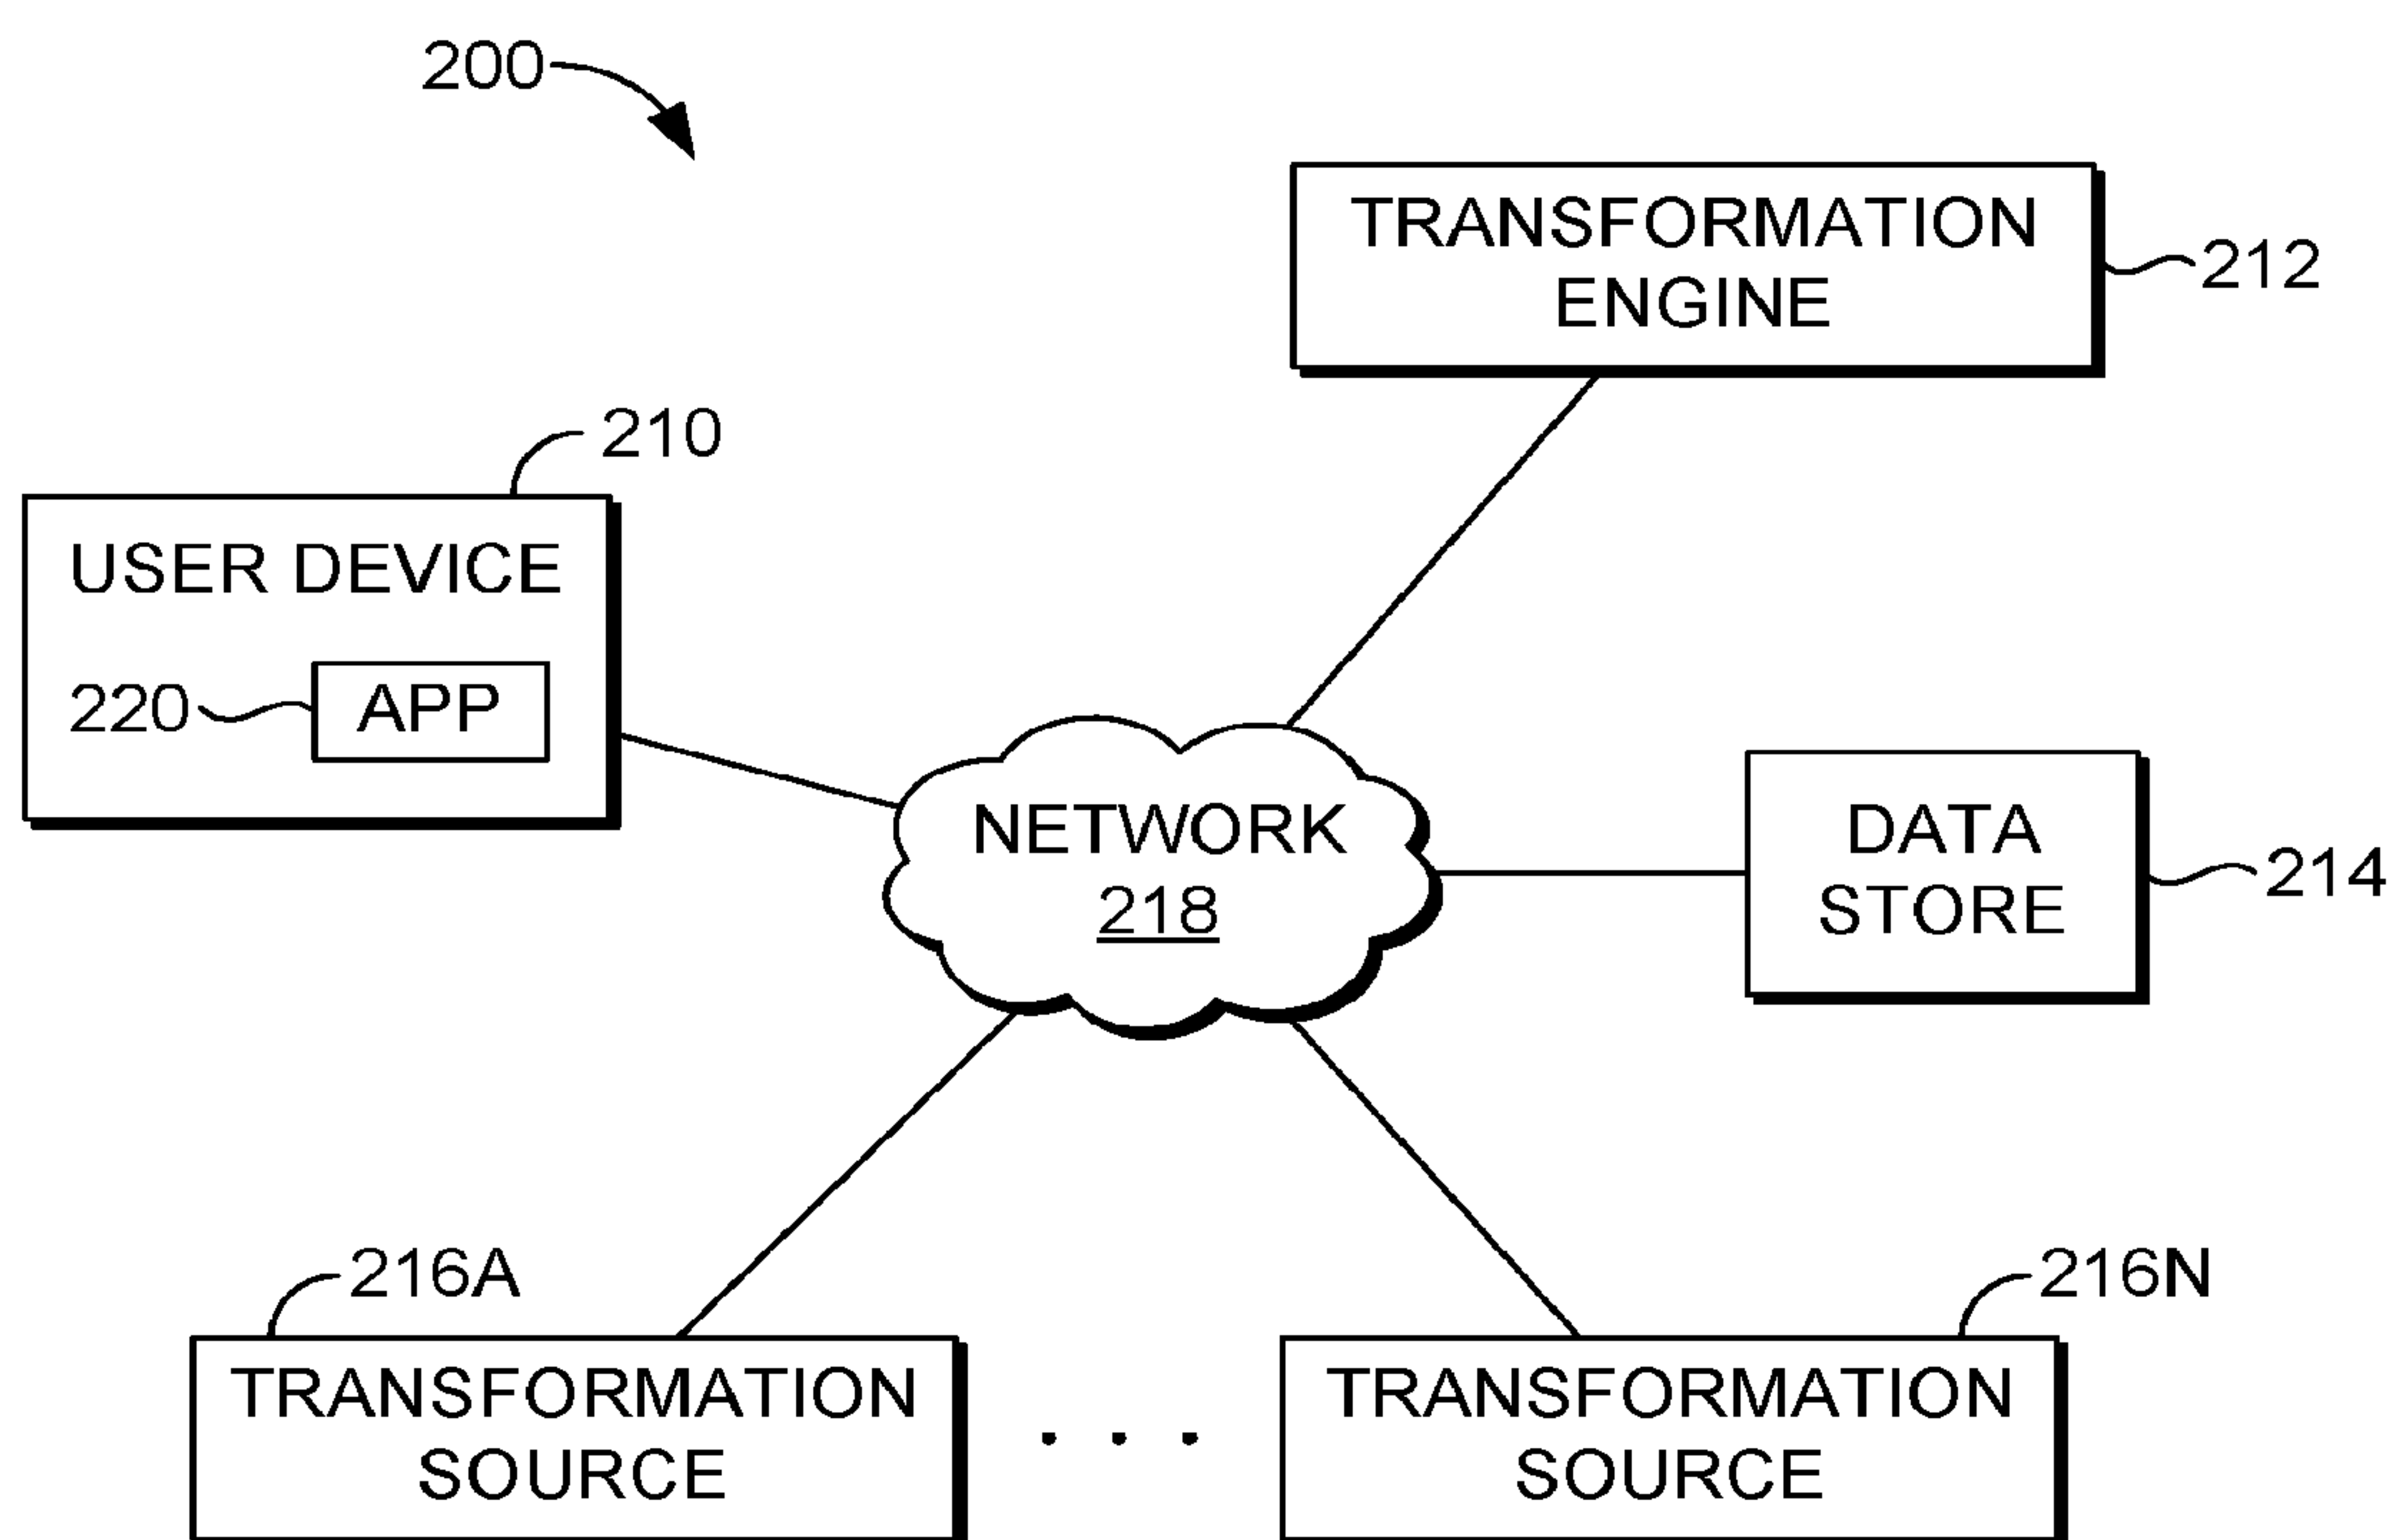 200
TRANSFORMATION
ENGINE
212
210
USER DEVICE
220
APP
NETWORK
218
DATA
STORE
214
216A
TRANSFORMATION
SOURCE
. . .
216N
TRANSFORMATION
SOURCE